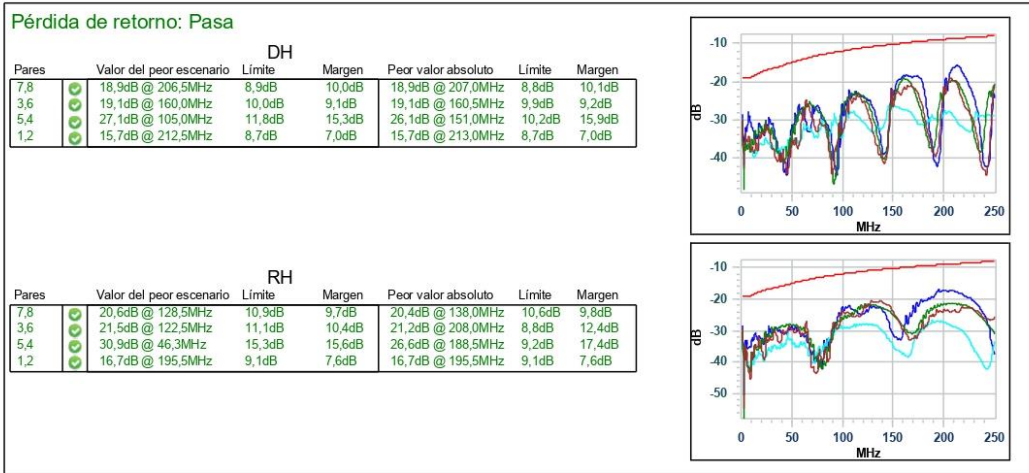 Pérdida de retorno: Pasa
DH
Pares Valor del peor escenario Límite Margen Peor valor absoluto Límite Margen
7,8 18,9dB @ 206,5MHz 8,9dB 10,0dB 18,9dB @ 207,0MHz 8,8dB 10,1dB
3,6 19,1dB @ 160,0MHz 10,0dB 9,1dB 19,1dB @ 160,5MHz 9,9dB 9,2dB
5,4 27,1dB @ 105,0MHz 11,8dB 15,3dB 26,1dB @ 151,0MHz 10,2dB 15,9dB
1,2 15,7dB @ 212,5MHz 8,7dB 7,0dB 15,7dB @ 213,0MHz 8,7dB 7,0dB
-10
-20
-30
-40
dB
0 50 100 150 200 250
MHz
RH
Pares Valor del peor escenario Límite Margen Peor valor absoluto Límite Margen
7,8 20,6dB @ 128,5MHz 10,9dB 9,7dB 20,4dB @ 138,0MHz 10,6dB 9,8dB
3,6 21,5dB @ 122,5MHz 11,1dB 10,4dB 21,2dB @ 208,0MHz 8,8dB 12,4dB
5,4 30,9dB @ 46,3MHz 15,3dB 15,6dB 26,6dB @ 188,5MHz 9,2dB 17,4dB
1,2 16,7dB @ 195,5MHz 9,1dB 7,6dB 16,7dB @ 195,5MHz 9,1dB 7,6dB
-10
-20
-30
-40
-50
dB
0 50 100 150 200 250
MHz